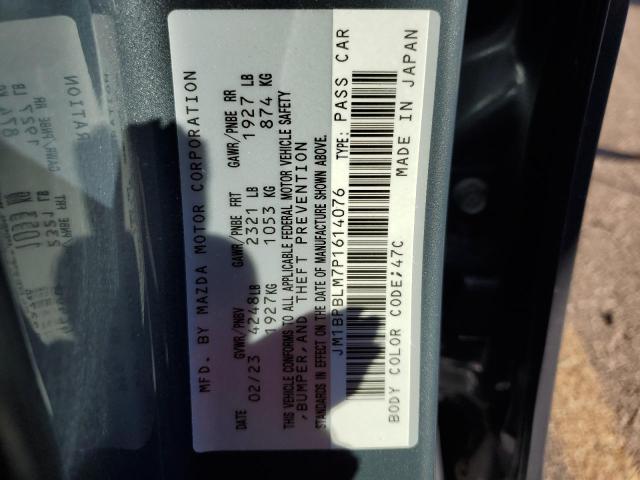 MFD. BY MAZDA MOTOR CORPORATION
DATE GVWR/PNBV GAWR/PNBE FRT GAWR/PNBE RR
02/23 4248LB 2321 LB 1927 LB
1927KG 1053 KG 874 KG
THIS VEHICLE CONFORMS TO ALL APPLICABLE FEDERAL MOTOR VEHICLE SAFETY
,BUMPER,AND THEFT PREVENTION
STANDARDS IN EFFECT ON THE DATE OF MANUFACTURE SHOWN ABOVE.
JM1BPBLM7P1614076 TYPE: PASS CAR
BODY COLOR CODE;47C MADE IN JAPAN